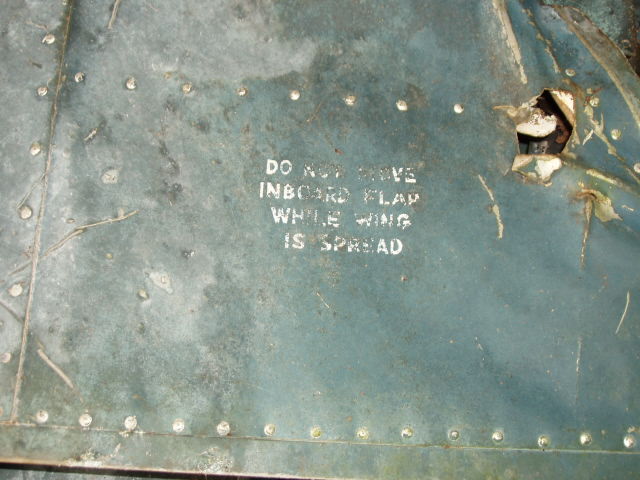 DO NOT MOVE
INBOARD FLAP
WHILE WING
IS SPREAD